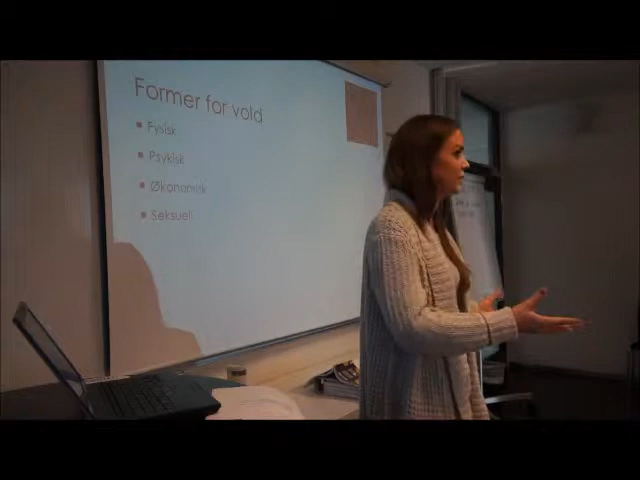 Former for vold
Fysisk
Psykisk
Økonomisk
Seksuell